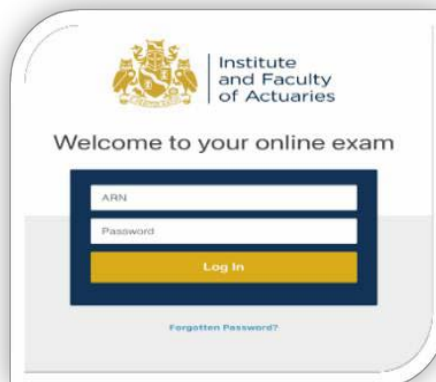 Institute
and Faculty
of Actuaries
Welcome to your online exam
ARN
Password
Log In
Forgotten Password?